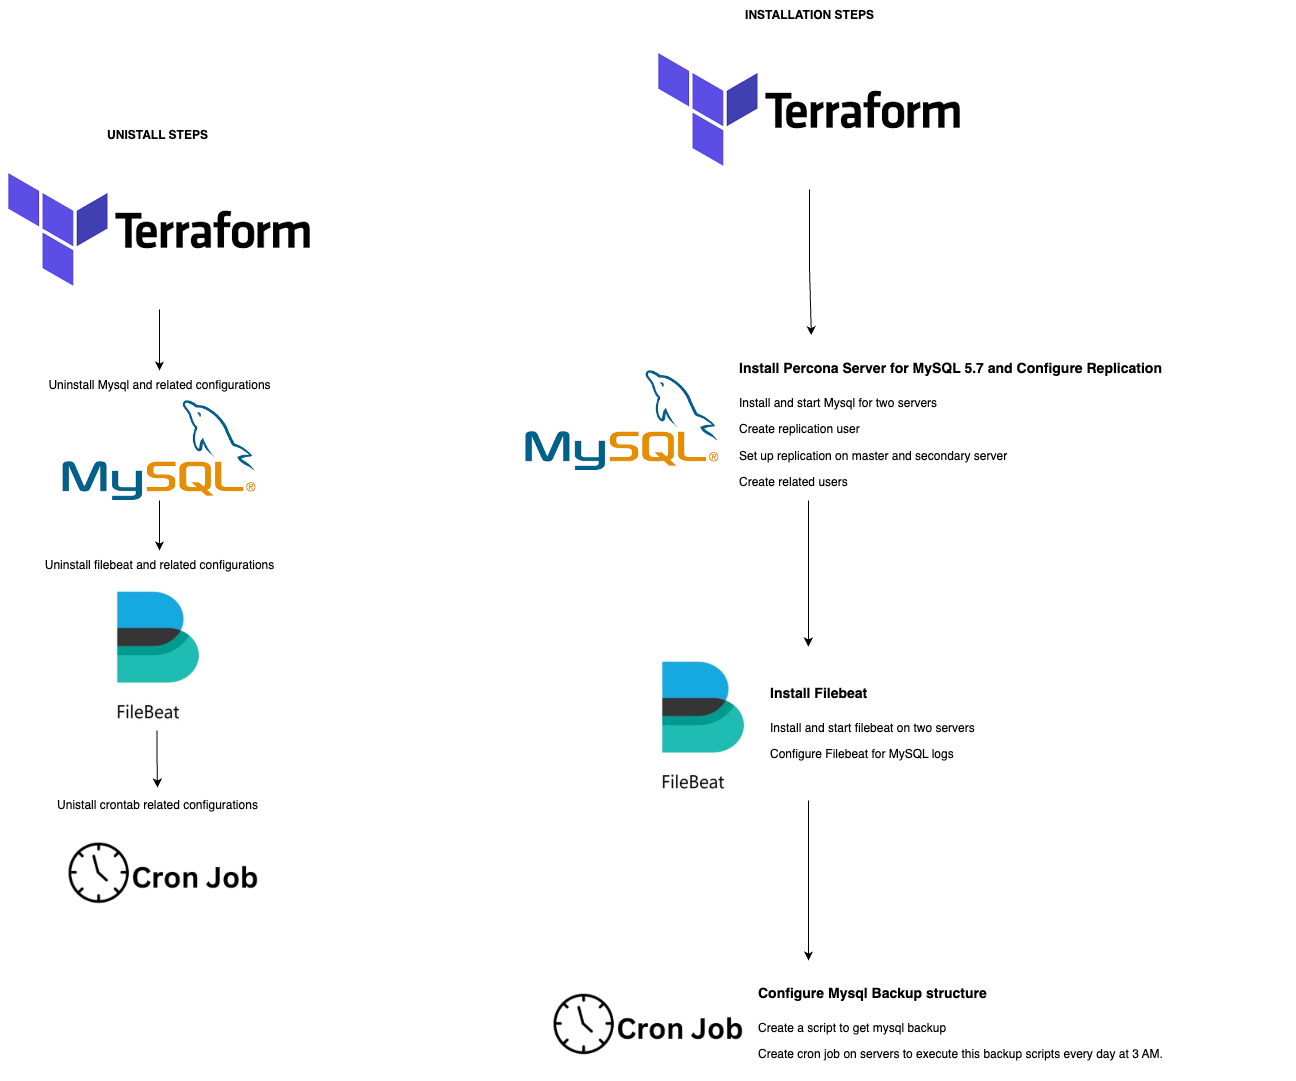 UNISTALL STEPS
Terraform
Uninstall Mysql and related configurations
MySQL®
Uninstall filebeat and related configurations
FileBeat
Unistall crontab related configurations
Cron Job
INSTALLATION STEPS
Terraform
MySQL®
Install Percona Server for MySQL 5.7 and Configure Replication
Install and start Mysql for two servers
Create replication user
Set up replication on master and secondary server
Create related users
FileBeat
Install Filebeat
Install and start filebeat on two servers
Configure Filebeat for MySQL logs
Cron Job
Configure Mysql Backup structure
Create a script to get mysql backup
Create cron job on servers to execute this backup scripts every day at 3 AM.